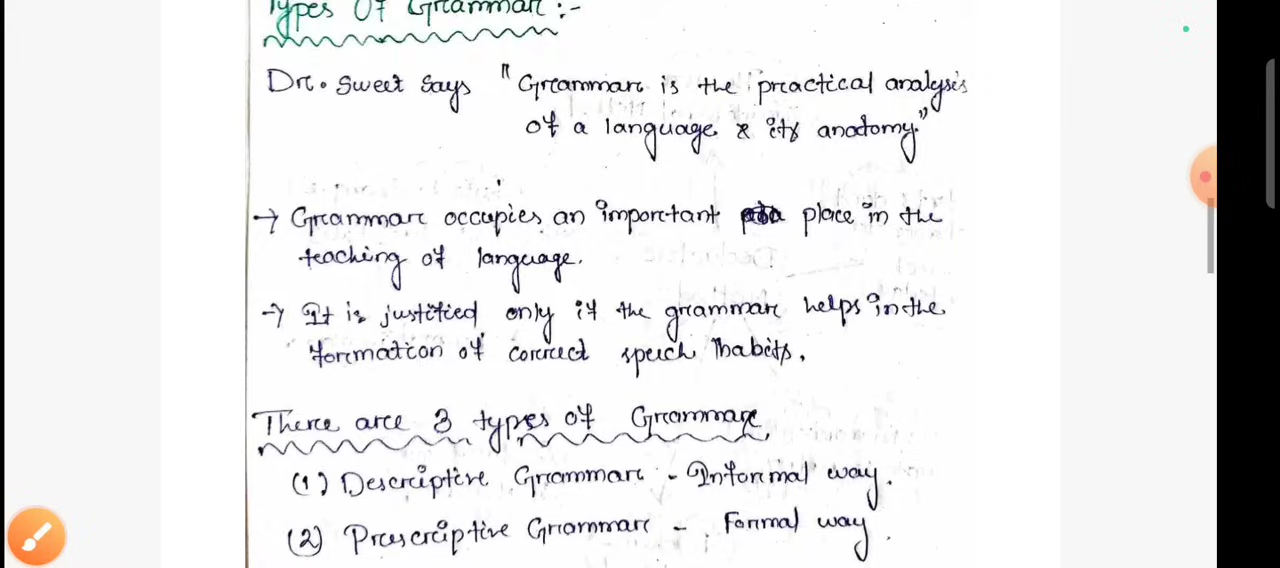 Types Of Grammar :-
Dr. Sweet Says "Grammar is the practical analysis
of a language & its anatomy."
→ Grammar occupies an important place in the
teaching of language.
→ It is justified only if the grammar helps in the
formation of correct speech habits.
There are 3 types of Grammar
(1) Descriptive Grammar - Informal way.
(2) Prescriptive Grammar - Formal way.